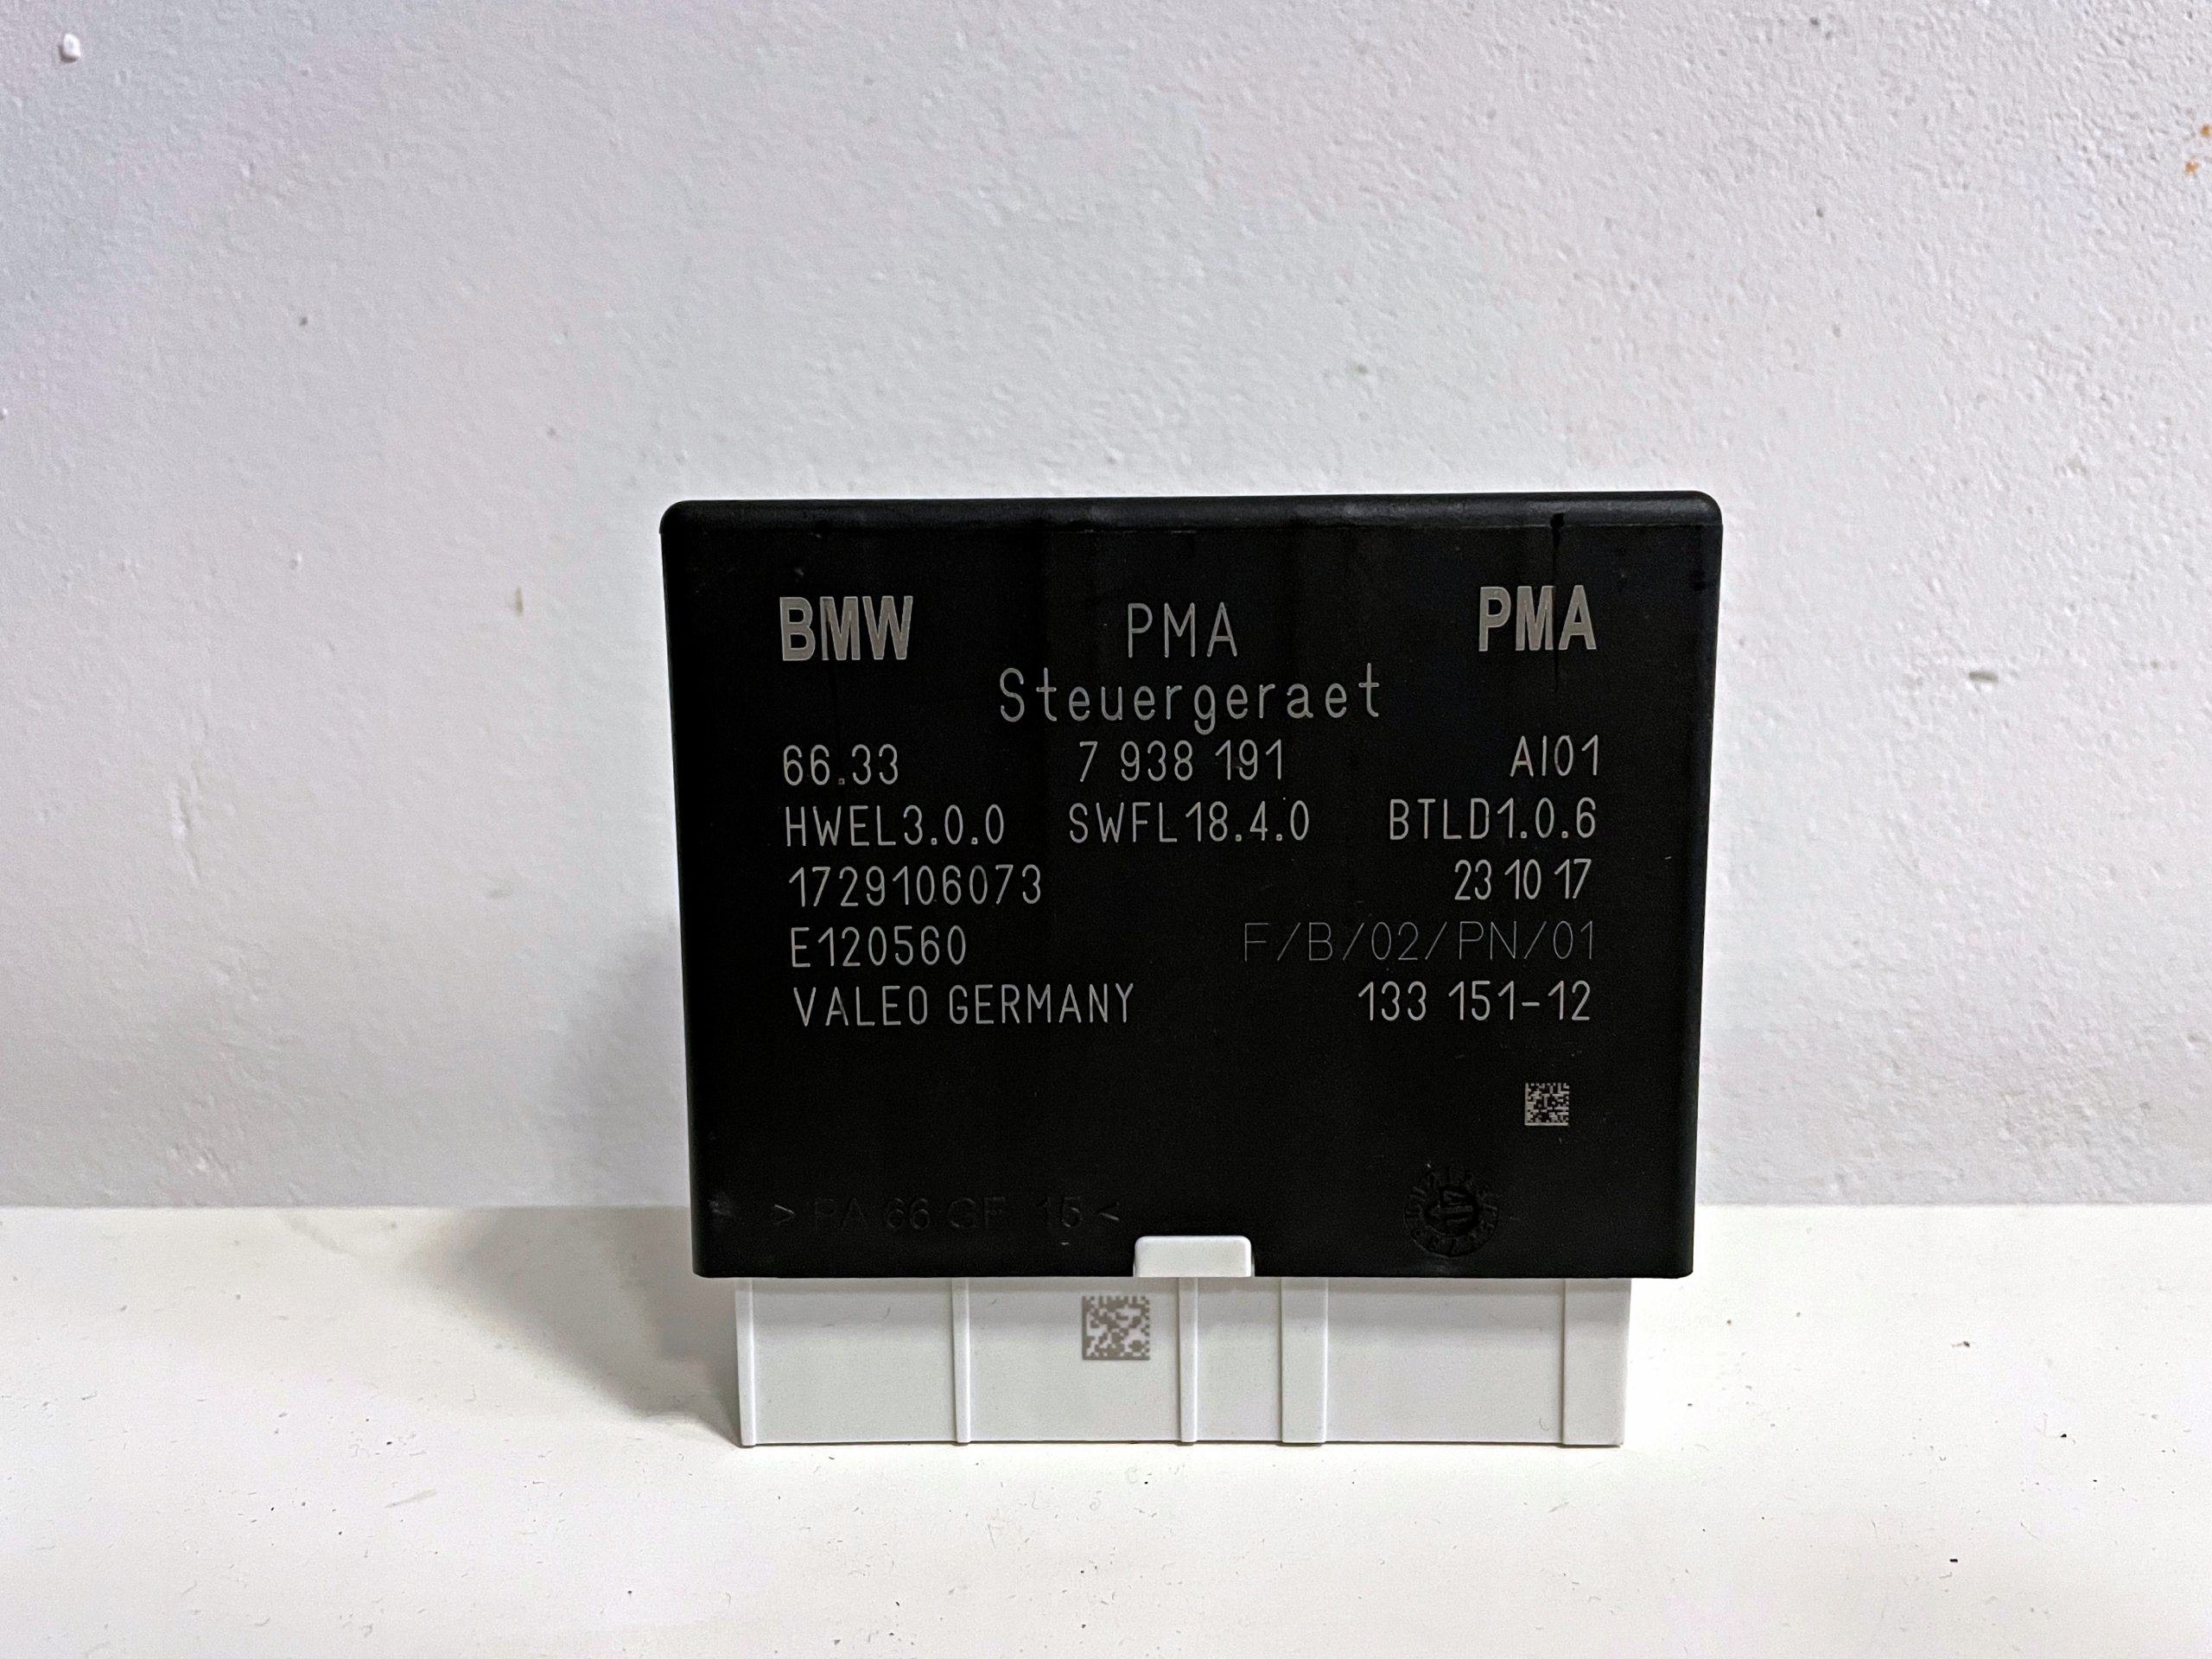 BMW PMA PMA
Steuergeraet
66.33 7 938 191 AI01
HWEL3.0.0 SWFL18.4.0 BTLD1.0.6
1729106073 23 10 17
E120560 F/B/02/PN/01
VALEO GERMANY 133 151-12
> PA 66 GF 15 <
17